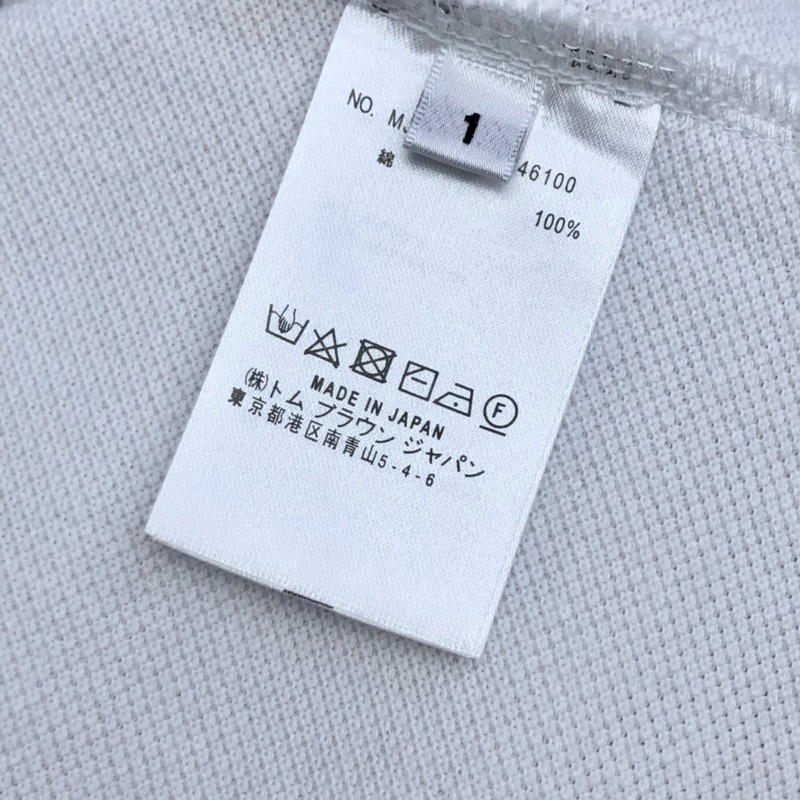 1
NO. MJ 46100
綿 100%
F
MADE IN JAPAN
(株)トム ブラウン ジャパン
東京都港区南青山5-4-6